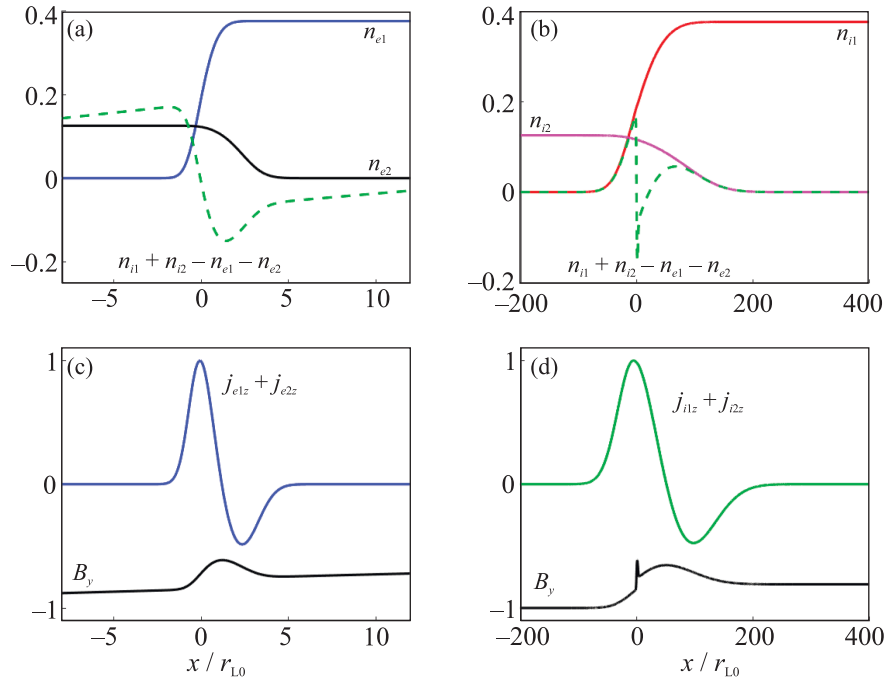 (a)
n_e1
n_e2
n_i1 + n_i2 − n_e1 − n_e2
0.4
0.2
0
−0.2
−5
0
5
10
(b)
n_i1
n_i2
n_i1 + n_i2 − n_e1 − n_e2
0.4
0.2
0
−0.2
−200
0
200
400
(c)
j_e1z + j_e2z
B_y
1
0
−1
−5
0
5
10
x / r_L0
(d)
j_i1z + j_i2z
B_y
1
0
−1
−200
0
200
400
x / r_L0